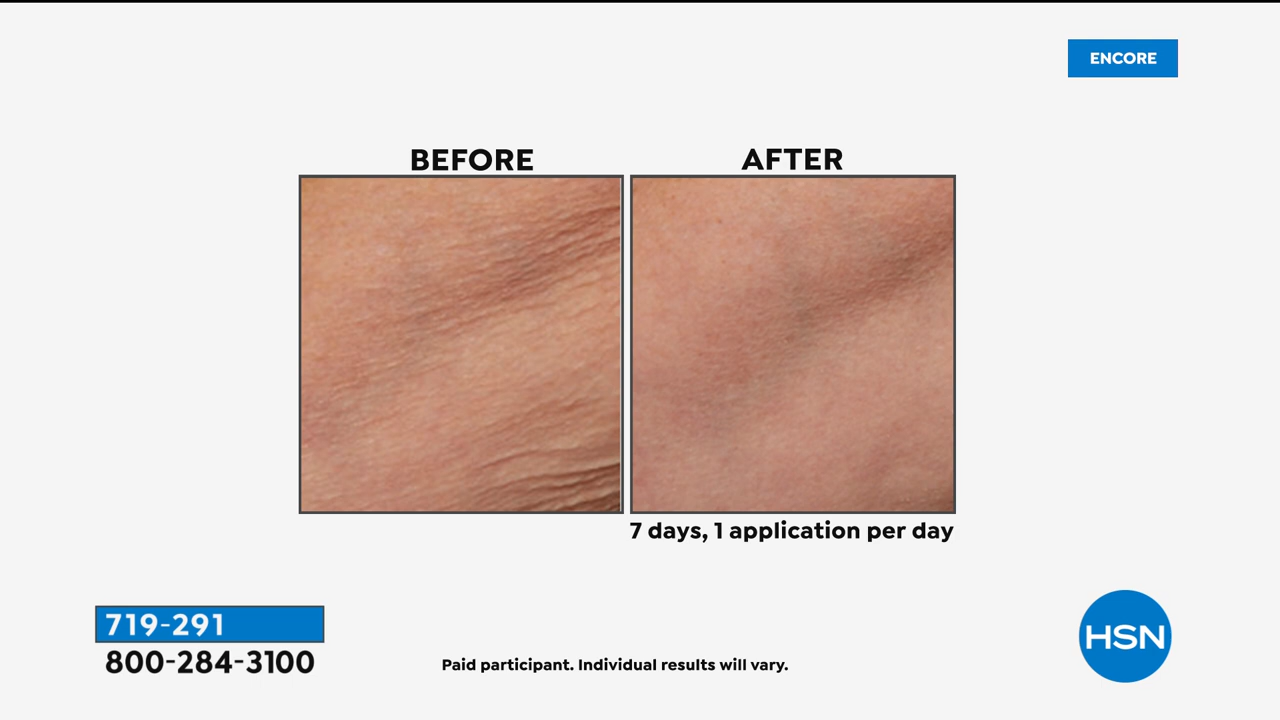 ENCORE
BEFORE
AFTER
7 days, 1 application per day
719-291
800-284-3100
Paid participant. Individual results will vary.
HSN